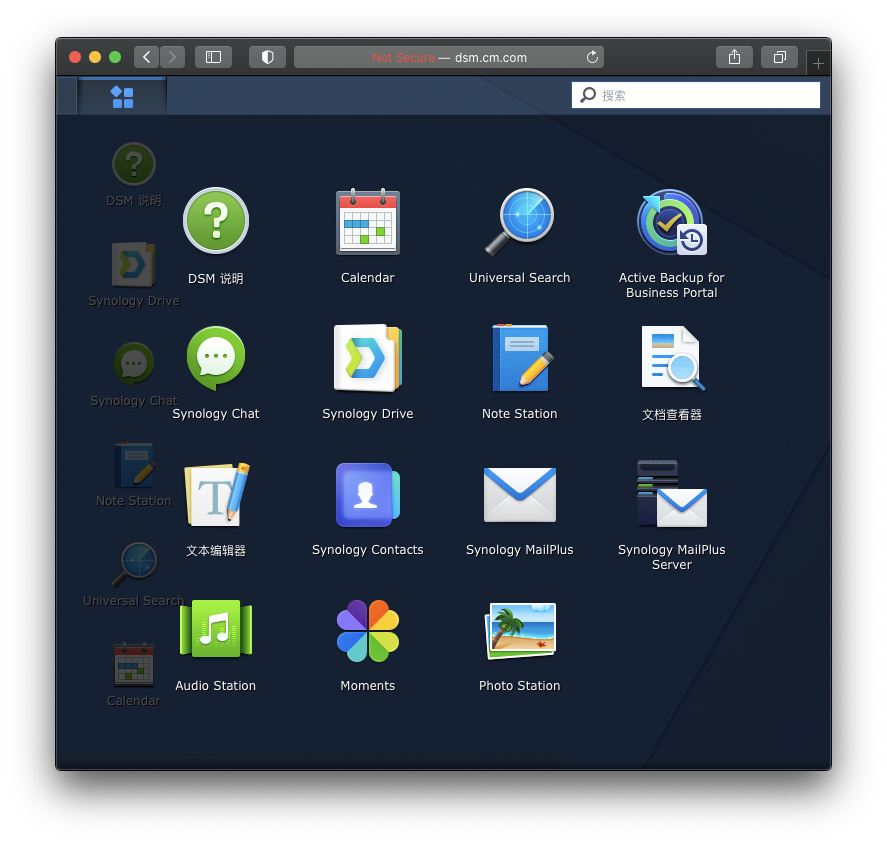 Not Secure — dsm.cm.com
搜索
DSM 说明
Synology Drive
Synology Chat
Note Station
Universal Search
Calendar
DSM 说明
Calendar
Universal Search
Active Backup for
Business Portal
Synology Chat
Synology Drive
Note Station
文档查看器
文本编辑器
Synology Contacts
Synology MailPlus
Synology MailPlus
Server
Audio Station
Moments
Photo Station